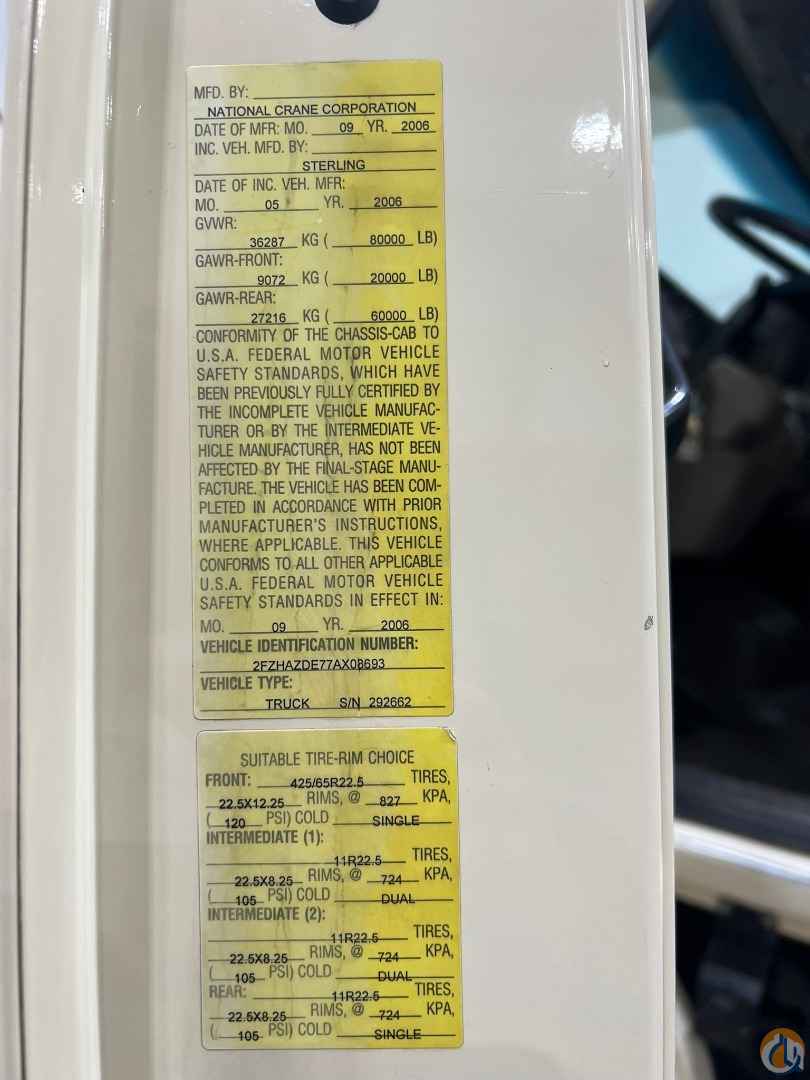 MFD. BY:
NATIONAL CRANE CORPORATION
DATE OF MFR: MO. 09 YR. 2006
INC. VEH. MFD. BY:
STERLING
DATE OF INC. VEH. MFR:
MO. 05 YR. 2006
GVWR:
36287 KG ( 80000 LB)
GAWR-FRONT:
9072 KG ( 20000 LB)
GAWR-REAR:
27216 KG ( 60000 LB)
CONFORMITY OF THE CHASSIS-CAB TO
U.S.A. FEDERAL MOTOR VEHICLE
SAFETY STANDARDS, WHICH HAVE
BEEN PREVIOUSLY FULLY CERTIFIED BY
THE INCOMPLETE VEHICLE MANUFAC-
TURER OR BY THE INTERMEDIATE VE-
HICLE MANUFACTURER, HAS NOT BEEN
AFFECTED BY THE FINAL-STAGE MANU-
FACTURE. THE VEHICLE HAS BEEN COM-
PLETED IN ACCORDANCE WITH PRIOR
MANUFACTURER'S INSTRUCTIONS,
WHERE APPLICABLE. THIS VEHICLE
CONFORMS TO ALL OTHER APPLICABLE
U.S.A. FEDERAL MOTOR VEHICLE
SAFETY STANDARDS IN EFFECT IN:
MO. 09 YR. 2006
VEHICLE IDENTIFICATION NUMBER:
2FZHAZDE77AX08693
VEHICLE TYPE:
TRUCK S/N 292662
SUITABLE TIRE-RIM CHOICE
FRONT: 425/65R22.5 TIRES,
22.5X12.25 RIMS, @ 827 KPA,
( 120 PSI) COLD SINGLE
INTERMEDIATE (1):
11R22.5 TIRES,
22.5X8.25 RIMS, @ 724 KPA,
( 105 PSI) COLD DUAL
INTERMEDIATE (2):
11R22.5 TIRES,
22.5X8.25 RIMS, @ 724 KPA,
( 105 PSI) COLD DUAL
REAR: 11R22.5 TIRES,
22.5X8.25 RIMS, @ 724 KPA,
( 105 PSI) COLD SINGLE